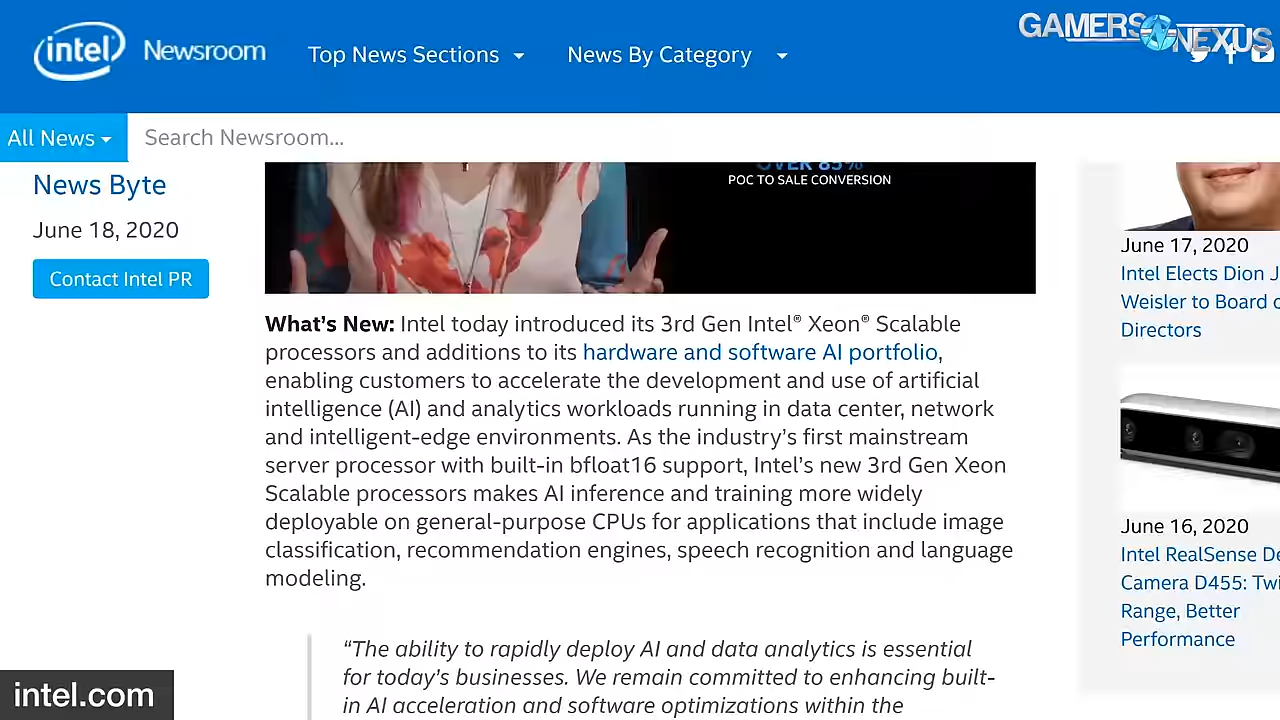 intel Newsroom Top News Sections News By Category
GAMERS NEXUS
All News Search Newsroom...
News Byte
June 18, 2020
Contact Intel PR
OVER 85%
POC TO SALE CONVERSION
What's New: Intel today introduced its 3rd Gen Intel® Xeon® Scalable
processors and additions to its hardware and software AI portfolio,
enabling customers to accelerate the development and use of artificial
intelligence (AI) and analytics workloads running in data center, network
and intelligent-edge environments. As the industry's first mainstream
server processor with built-in bfloat16 support, Intel's new 3rd Gen Xeon
Scalable processors makes AI inference and training more widely
deployable on general-purpose CPUs for applications that include image
classification, recommendation engines, speech recognition and language
modeling.
“The ability to rapidly deploy AI and data analytics is essential
for today's businesses. We remain committed to enhancing built-
in AI acceleration and software optimizations within the
June 17, 2020
Intel Elects Dion J
Weisler to Board o
Directors
June 16, 2020
Intel RealSense De
Camera D455: Twi
Range, Better
Performance
intel.com